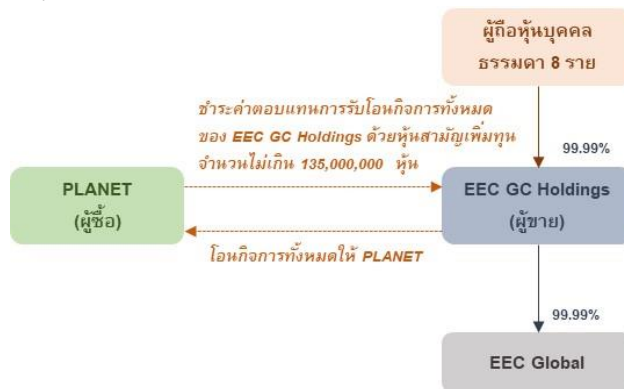 ผู้ถือหุ้นบุคคล
ธรรมดา 8 ราย
ชำระค่าตอบแทนการรับโอนกิจการทั้งหมด
ของ EEC GC Holdings ด้วยหุ้นสามัญเพิ่มทุน
จำนวนไม่เกิน 135,000,000 หุ้น
99.99%
PLANET
(ผู้ซื้อ)
EEC GC Holdings
(ผู้ขาย)
โอนกิจการทั้งหมดให้ PLANET
99.99%
EEC Global